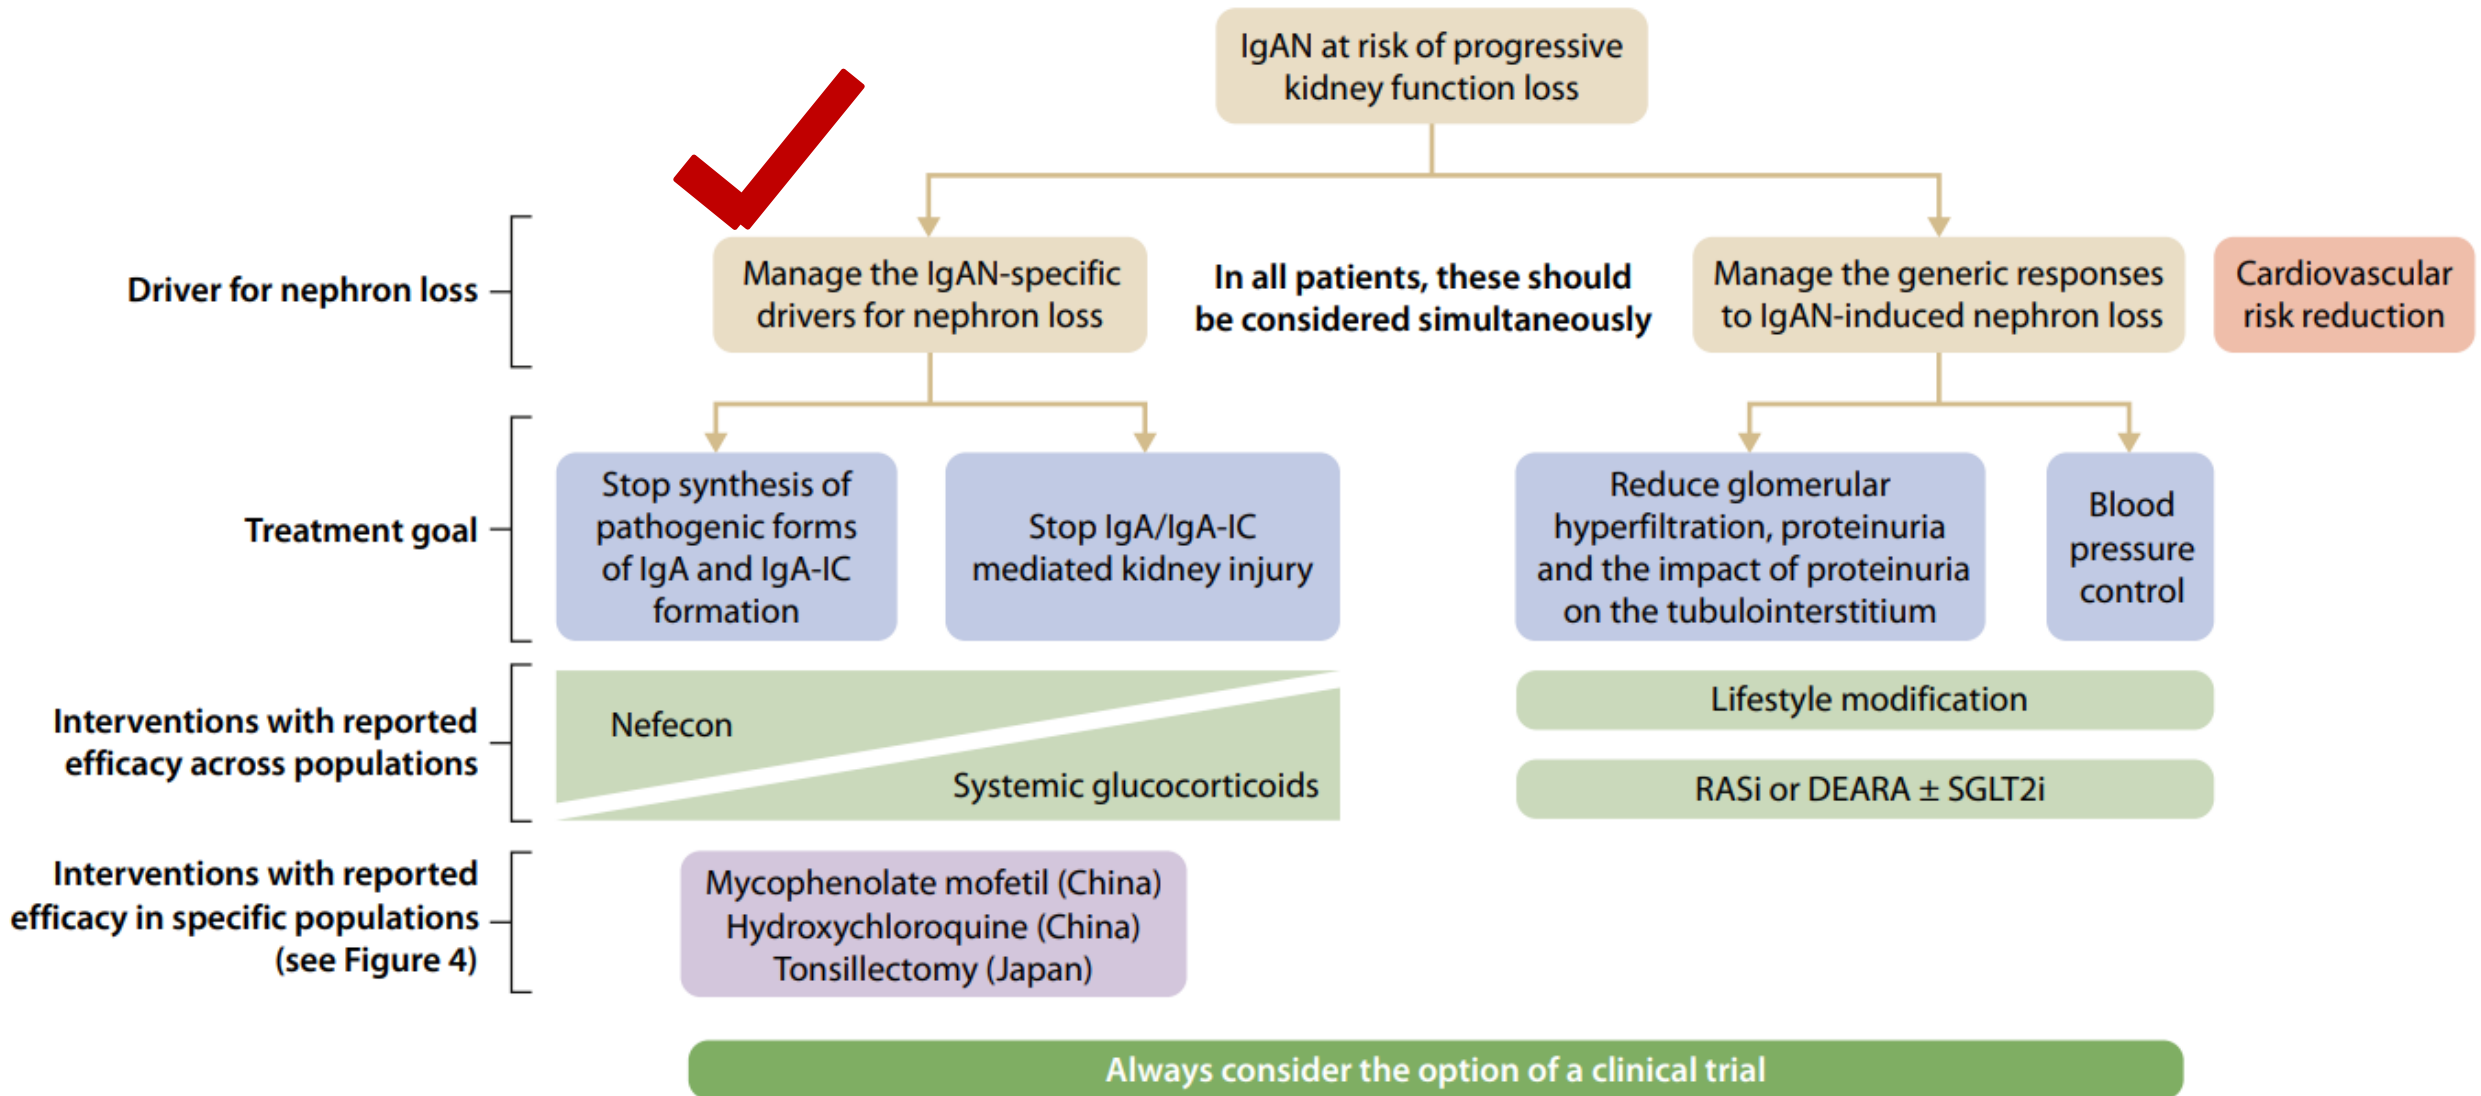 IgAN at risk of progressive
kidney function loss
Driver for nephron loss
Manage the IgAN-specific
drivers for nephron loss
In all patients, these should
be considered simultaneously
Manage the generic responses
to IgAN-induced nephron loss
Cardiovascular
risk reduction
Treatment goal
Stop synthesis of
pathogenic forms
of IgA and IgA-IC
formation
Stop IgA/IgA-IC
mediated kidney injury
Reduce glomerular
hyperfiltration, proteinuria
and the impact of proteinuria
on the tubulointerstitium
Blood
pressure
control
Interventions with reported
efficacy across populations
Nefecon
Systemic glucocorticoids
Lifestyle modification
RASi or DEARA ± SGLT2i
Interventions with reported
efficacy in specific populations
(see Figure 4)
Mycophenolate mofetil (China)
Hydroxychloroquine (China)
Tonsillectomy (Japan)
Always consider the option of a clinical trial